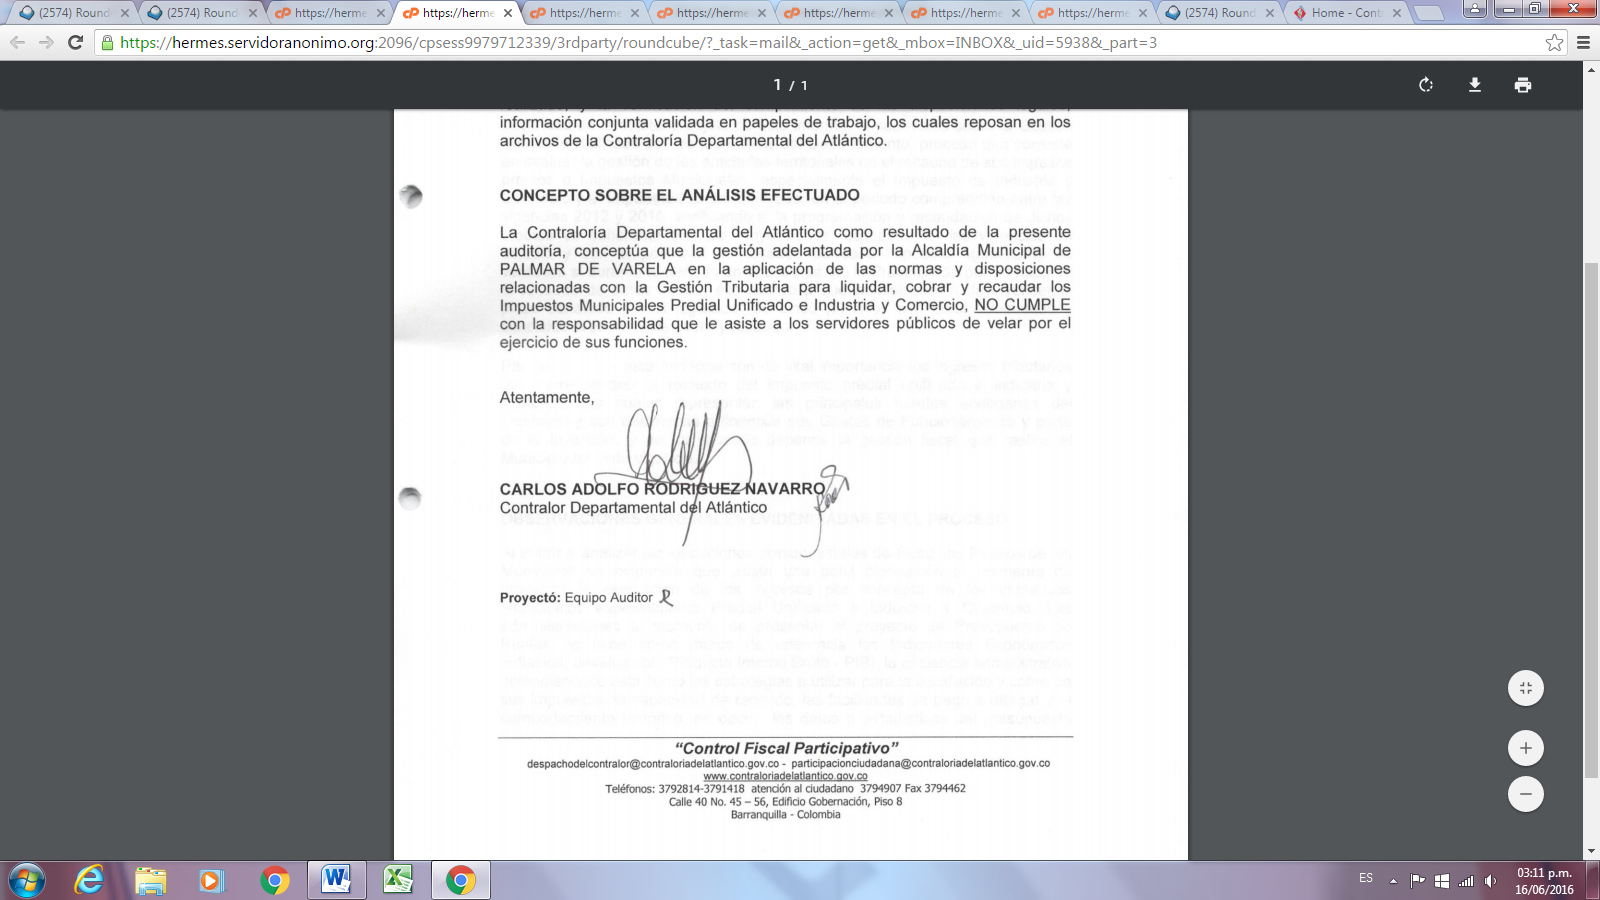 (2574) Round
(2574) Round
https://herme
https://herme
https://herme
https://herme
https://herme
https://herme
https://herme
(2574) Round
Home - Cont
https://hermes.servidoranonimo.org:2096/cpsess9979712339/3rdparty/roundcube/?_task=mail&_action=get&_mbox=INBOX&_uid=5938&_part=3
1 / 1
información conjunta validada en papeles de trabajo, los cuales reposan en los
archivos de la Contraloría Departamental del Atlántico.
CONCEPTO SOBRE EL ANÁLISIS EFECTUADO
La Contraloría Departamental del Atlántico como resultado de la presente
auditoría, conceptúa que la gestión adelantada por la Alcaldía Municipal de
PALMAR DE VARELA en la aplicación de las normas y disposiciones
relacionadas con la Gestión Tributaria para liquidar, cobrar y recaudar los
Impuestos Municipales Predial Unificado e Industria y Comercio, NO CUMPLE
con la responsabilidad que le asiste a los servidores públicos de velar por el
ejercicio de sus funciones.
Atentamente,
CARLOS ADOLFO RODRIGUEZ NAVARRO
Contralor Departamental del Atlántico
Proyectó: Equipo Auditor
“Control Fiscal Participativo”
despachodelcontralor@contraloriadelatlantico.gov.co - participacionciudadana@contraloriadelatlantico.gov.co
www.contraloriadelatlantico.gov.co
Teléfonos: 3792814-3791418 atención al ciudadano 3794907 Fax 3794462
Calle 40 No. 45 – 56, Edificio Gobernación, Piso 8
Barranquilla - Colombia
ES
03:11 p.m.
16/06/2016